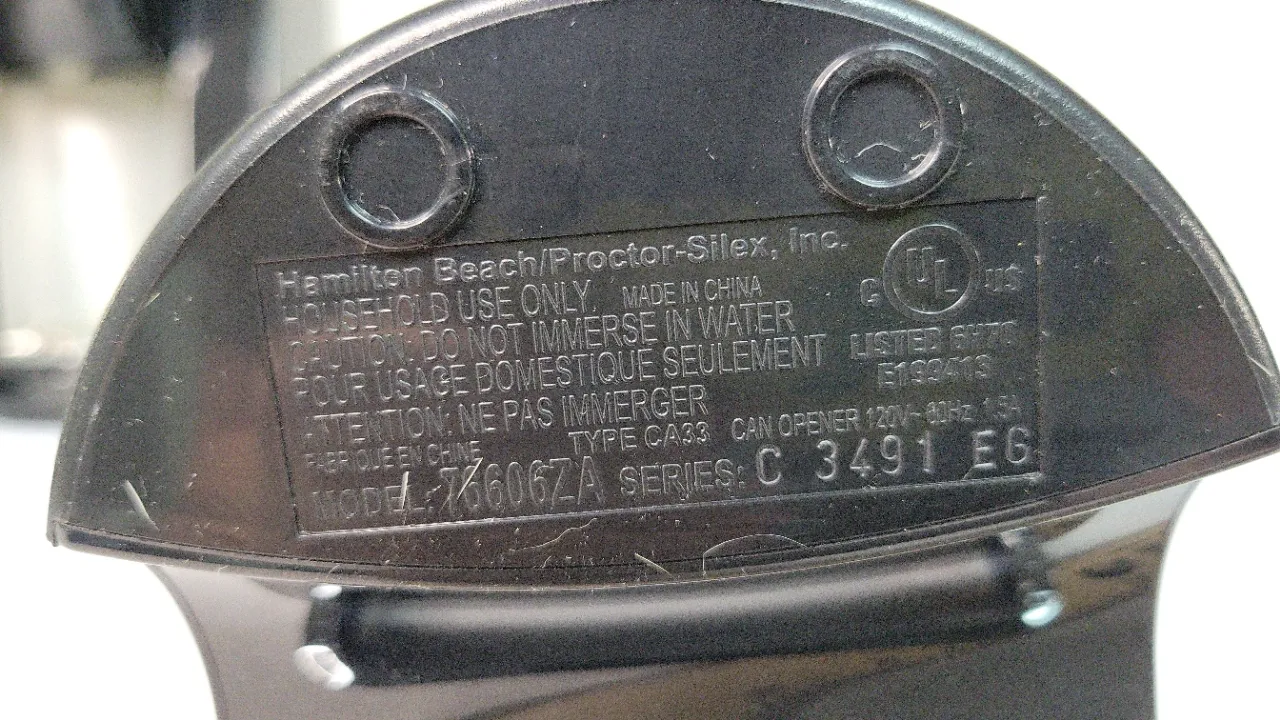 Hamilton Beach/Proctor-Silex, Inc.
HOUSEHOLD USE ONLY. MADE IN CHINA
CAUTION: DO NOT IMMERSE IN WATER
POUR USAGE DOMESTIQUE SEULEMENT
ATTENTION: NE PAS IMMERGER
FABRIQUE EN CHINE TYPE CA33
MODEL: 76606ZA SERIES: C 3491 EG
C UL US
LISTED
E199413
CAN OPENER 120V~ 60Hz 1.5A